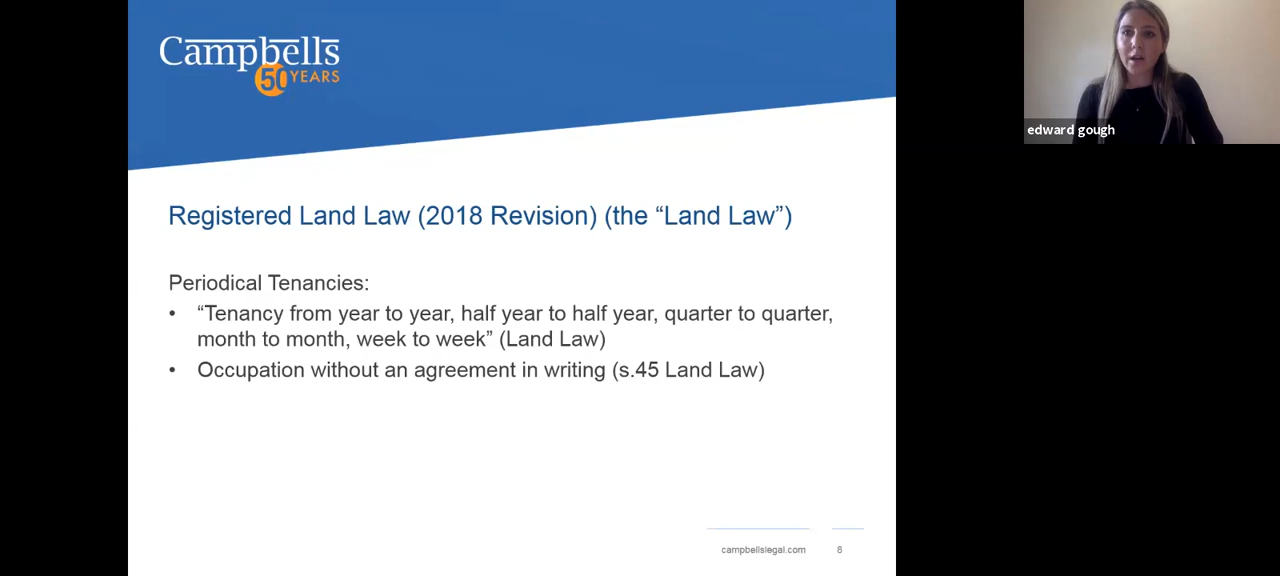 Campbells
50 YEARS
edward gough
Registered Land Law (2018 Revision) (the “Land Law”)
Periodical Tenancies:
• “Tenancy from year to year, half year to half year, quarter to quarter,
month to month, week to week” (Land Law)
• Occupation without an agreement in writing (s.45 Land Law)
campbellslegal.com 8